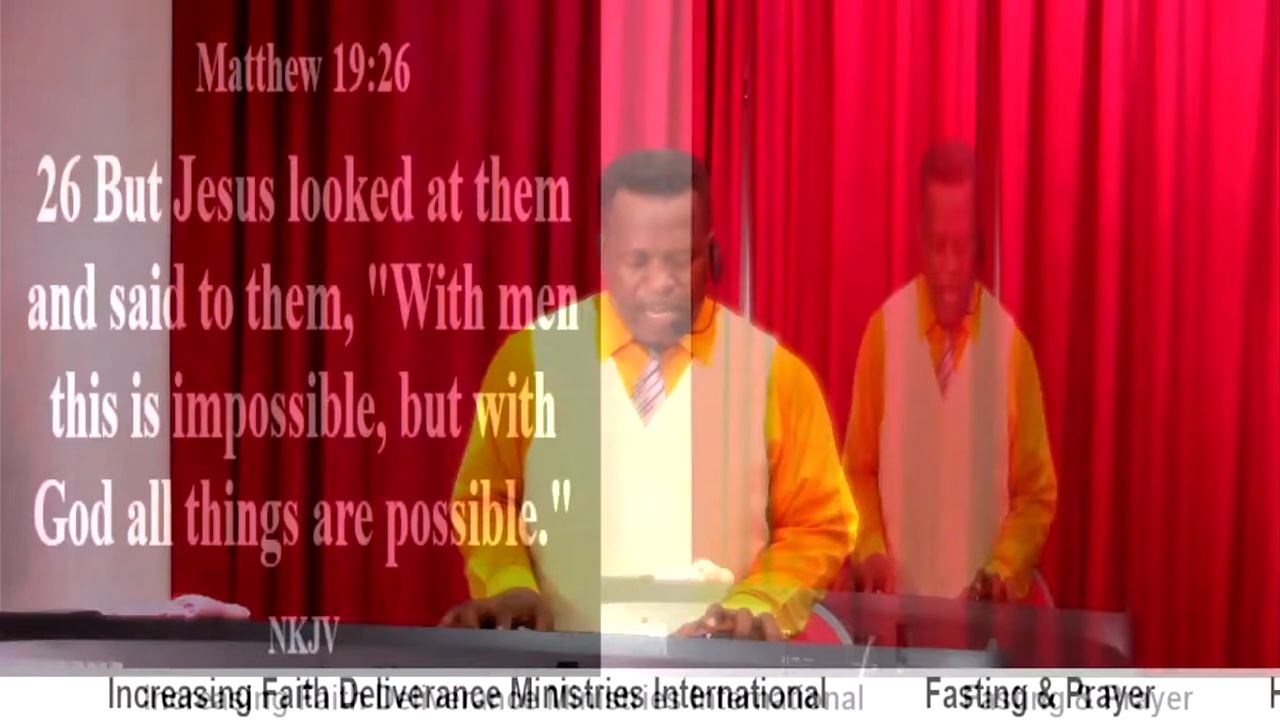 Matthew 19:26
26 But Jesus looked at them
and said to them, "With men
this is impossible, but with
God all things are possible."
NKJV
Increasing Faith Deliverance Ministries International Fasting & Prayer